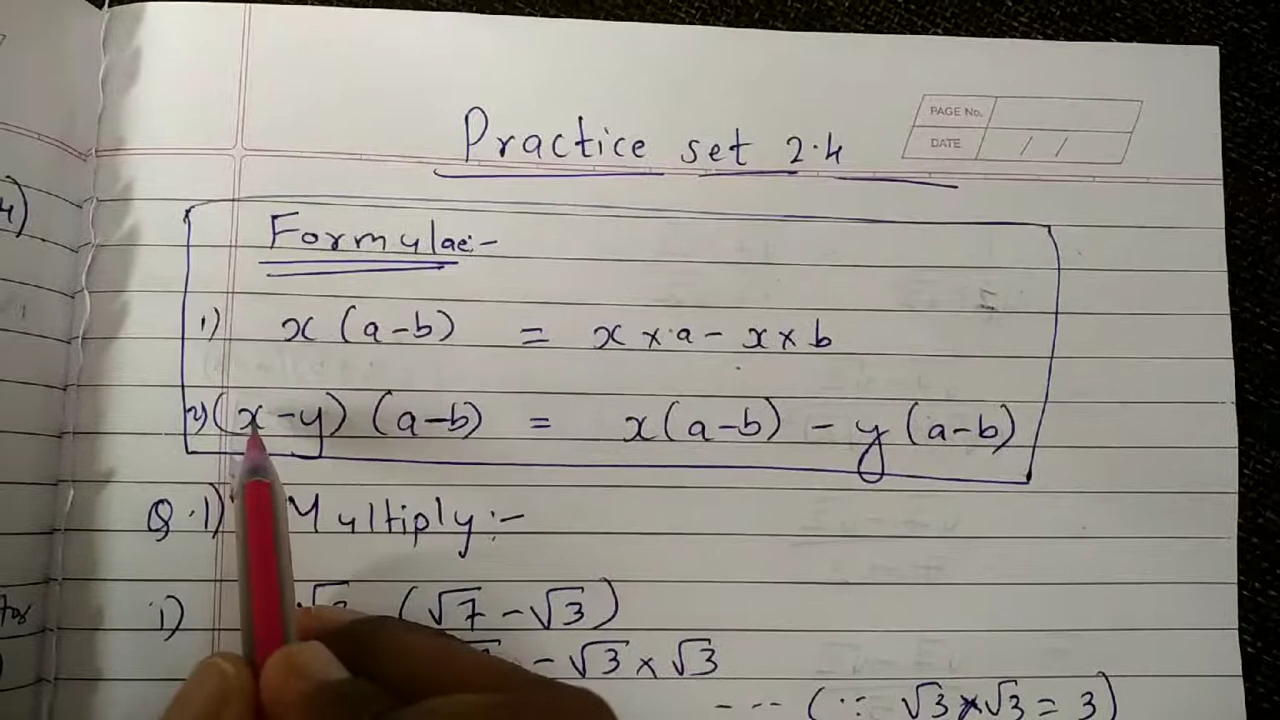 PAGE No.
DATE / /
Practice set 2.4
Formulae:-
1) x (a-b) = x × a - x × b
2) (x-y) (a-b) = x(a-b) - y (a-b)
Q.1) Multiply:-
i) √3 (√7 - √3)
- √3 × √3
--- (∵ √3 × √3 = 3)